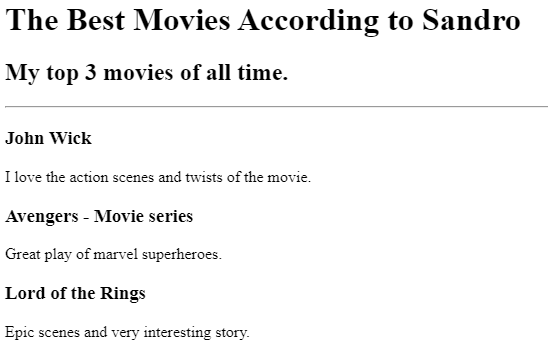 The Best Movies According to Sandro
My top 3 movies of all time.
John Wick
I love the action scenes and twists of the movie.
Avengers - Movie series
Great play of marvel superheroes.
Lord of the Rings
Epic scenes and very interesting story.